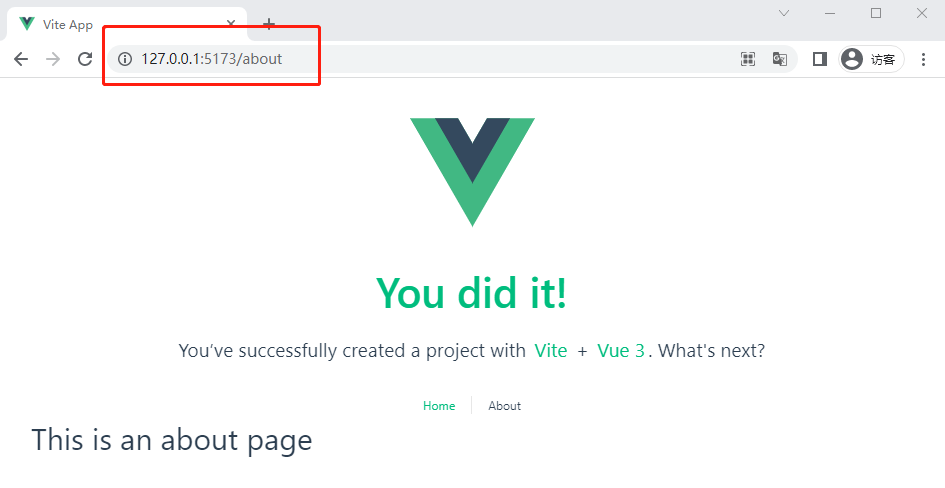 Vite App
127.0.0.1:5173/about
访客
You did it!
You’ve successfully created a project with Vite + Vue 3. What's next?
Home About
This is an about page